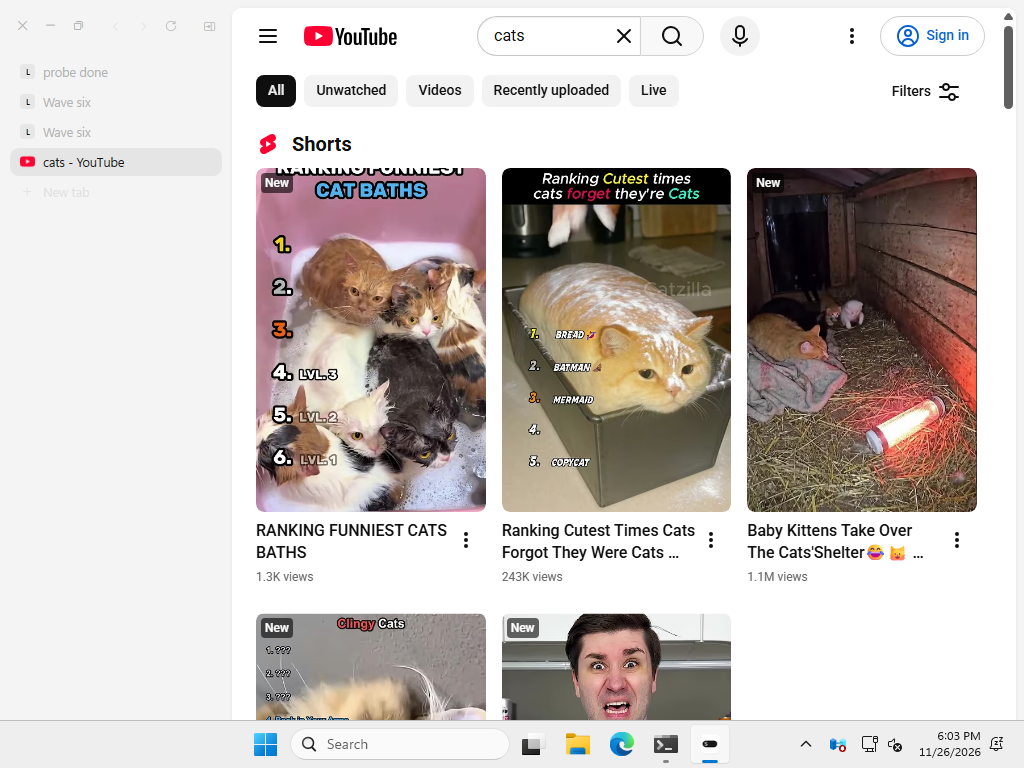 probe done
Wave six
Wave six
cats - YouTube
New tab
YouTube
cats
Sign in
All
Unwatched
Videos
Recently uploaded
Live
Filters
Shorts
New
RANKING FUNNIEST
CAT BATHS
1.
2.
3.
4. LVL.3
5. LVL.2
6. LVL.1
RANKING FUNNIEST CATS
BATHS
1.3K views
Ranking Cutest times
cats forget they're Cats
Catzilla
1. BREAD
2. BATMAN
3. MERMAID
4.
5. COPYCAT
Ranking Cutest Times Cats
Forgot They Were Cats ...
243K views
New
Baby Kittens Take Over
The Cats'Shelter😂 😼 ...
1.1M views
New
Clingy Cats
1. ???
2. ???
3. ???
New
Search
6:03 PM
11/26/2026